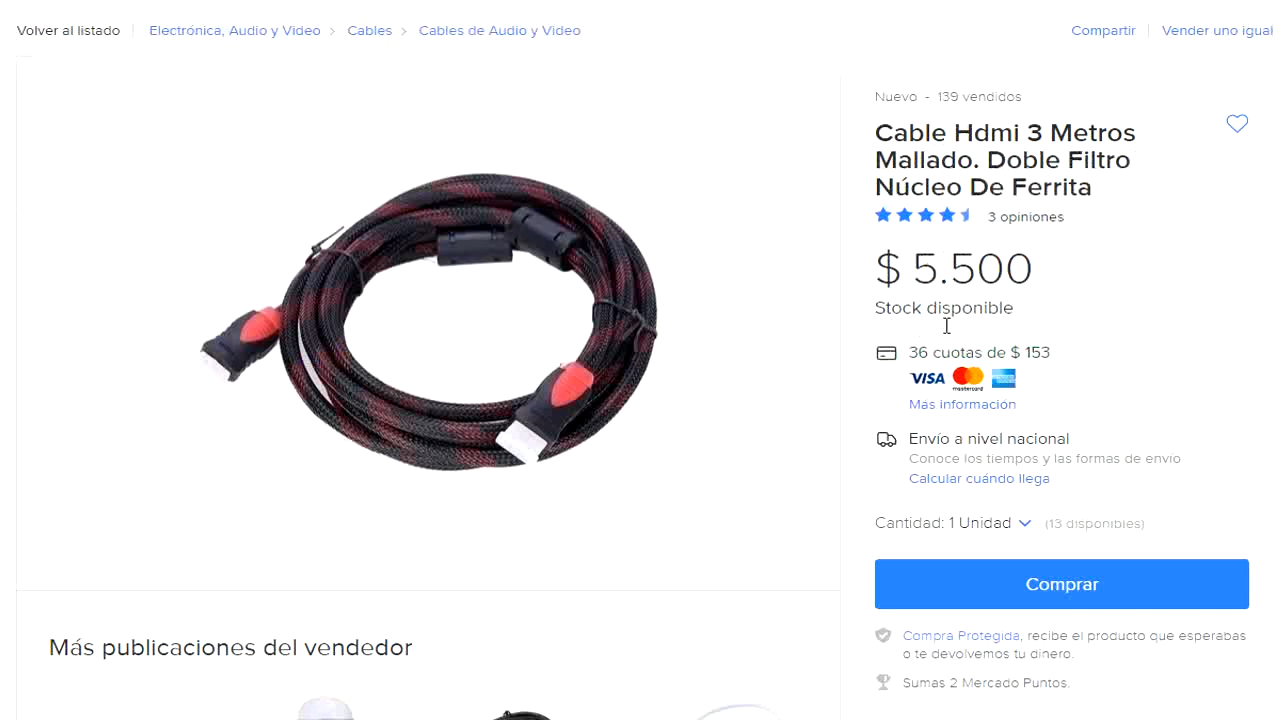 Volver al listado
Electrónica, Audio y Video > Cables > Cables de Audio y Video
Compartir
Vender uno igual
Nuevo - 139 vendidos
Cable Hdmi 3 Metros
Mallado. Doble Filtro
Núcleo De Ferrita
3 opiniones
$ 5.500
Stock disponible
36 cuotas de $ 153
VISA mastercard
Mas información
Envío a nivel nacional
Conoce los tiempos y las formas de envío
Calcular cuándo llega
Cantidad: 1 Unidad (13 disponibles)
Comprar
Compra Protegida, recibe el producto que esperabas
o te devolvemos tu dinero.
Sumas 2 Mercado Puntos.
Más publicaciones del vendedor